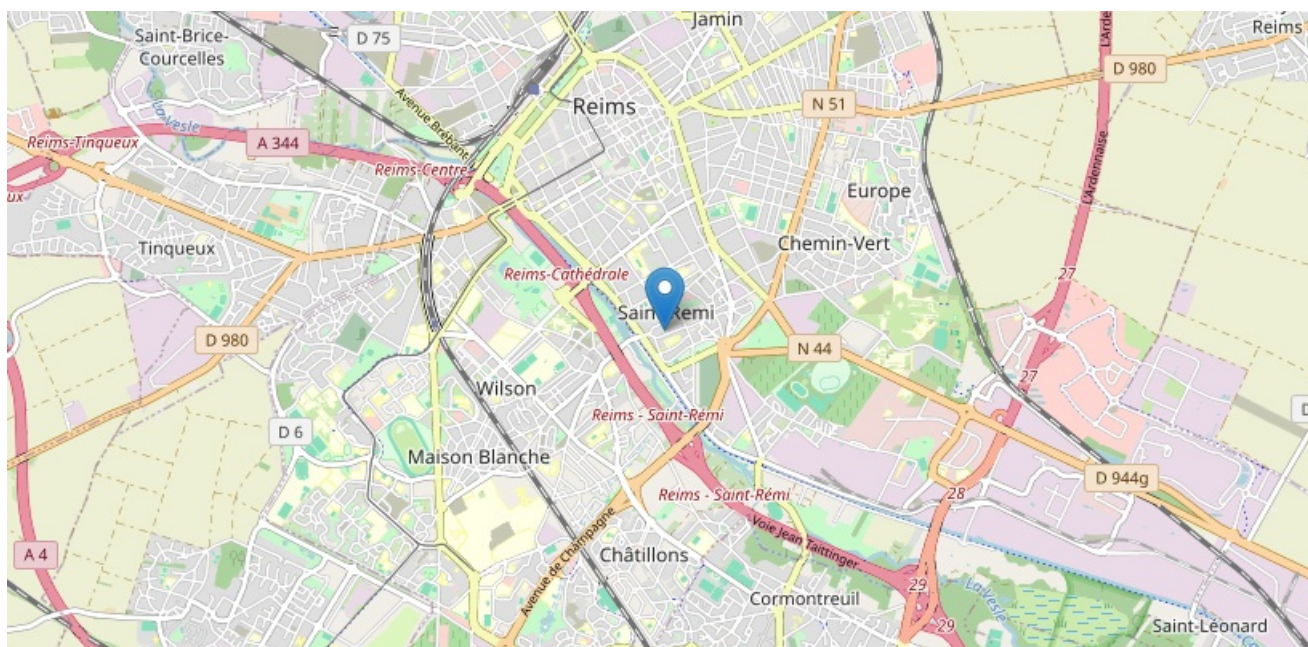 Jamin
Saint-Brice-
Courcelles
D 75
Reims
D 980
L'Arde
N 51
Reims
La Vesle
Avenue Brébant
Reims-Tinqueux
A 344
Reims-Centre
L'Ardennaise
ux
Europe
Tinqueux
Chemin-Vert
Reims-Cathédrale
27
D 980
N 44
27
Wilson
D
Reims - Saint-Rémi
D 6
Maison Blanche
D 944g
Reims - Saint-Rémi
28
Voie Jean Taittinger
A 4
Avenue de Champagne
Châtillons
29
La Vesle
Cormontreuil
29
Saint-Léonard